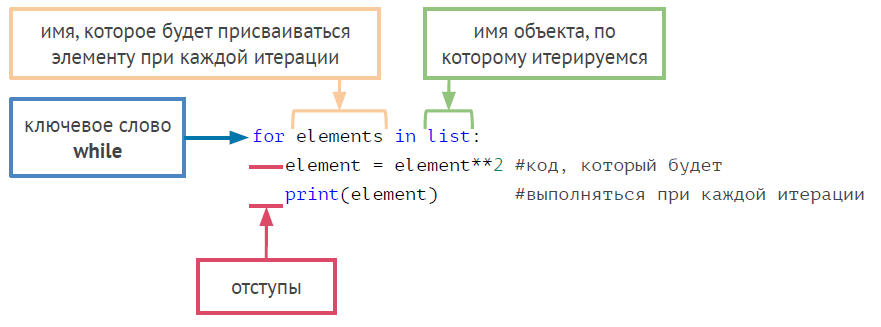 имя, которое будет присваиваться
элементу при каждой итерации
имя объекта, по
которому итерируемся
ключевое слово
while
for elements in list:
element = element**2 #код, который будет
print(element) #выполняться при каждой итерации
отступы